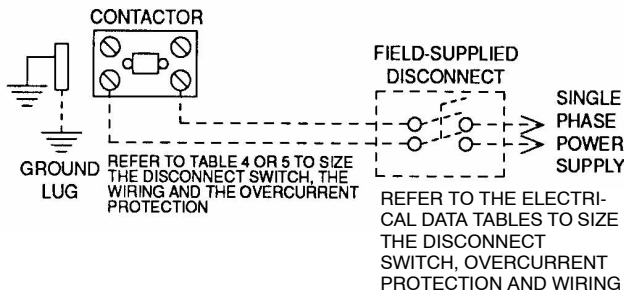 CONTACTOR
FIELD-SUPPLIED
DISCONNECT
SINGLE
PHASE
POWER
SUPPLY
GROUND
LUG
REFER TO TABLE 4 OR 5 TO SIZE
THE DISCONNECT SWITCH, THE
WIRING AND THE OVERCURRENT
PROTECTION
REFER TO THE ELECTRI-
CAL DATA TABLES TO SIZE
THE DISCONNECT
SWITCH, OVERCURRENT
PROTECTION AND WIRING